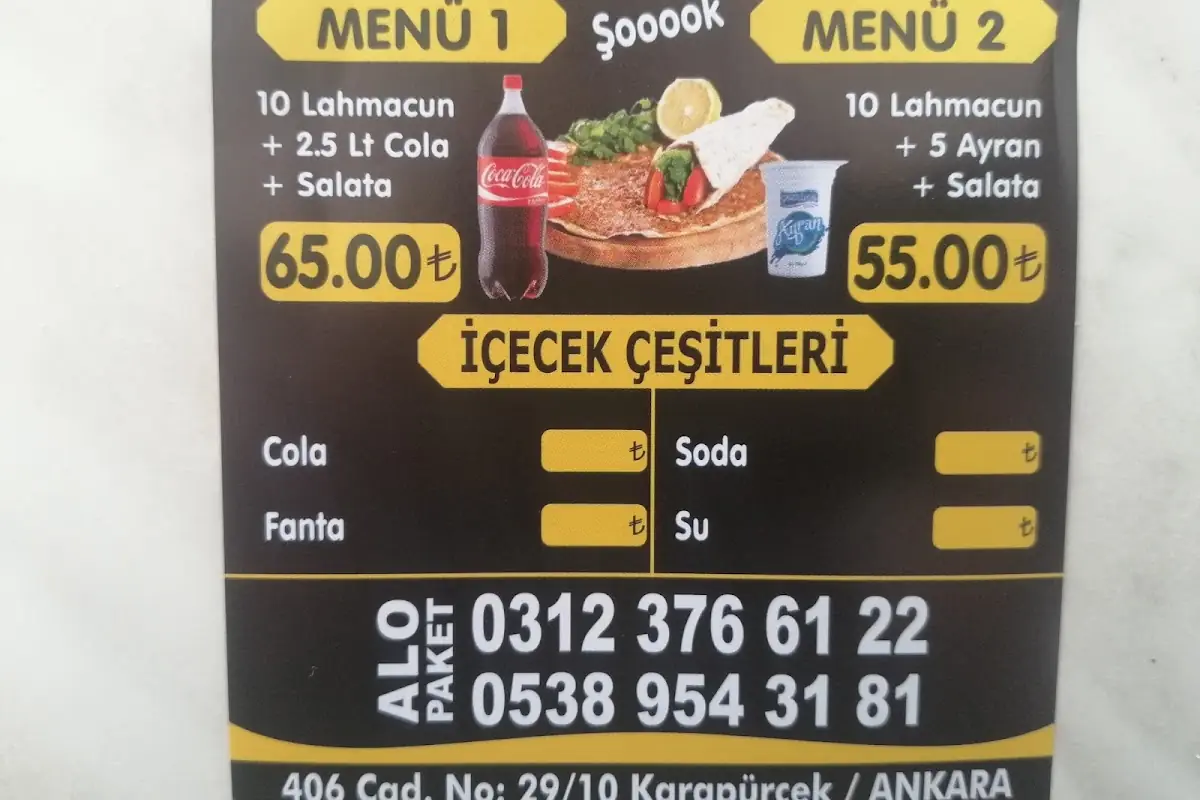 MENÜ 1
Şooook
MENÜ 2
10 Lahmacun
+ 2.5 Lt Cola
+ Salata
65.00₺
Coca-Cola
Ayran
10 Lahmacun
+ 5 Ayran
+ Salata
55.00₺
İÇECEK ÇEŞİTLERİ
Cola ₺
Fanta ₺
Soda ₺
Su ₺
ALO PAKET
0312 376 61 22
0538 954 31 81
406 Cad. No: 29/10 Karapürçek / ANKARA